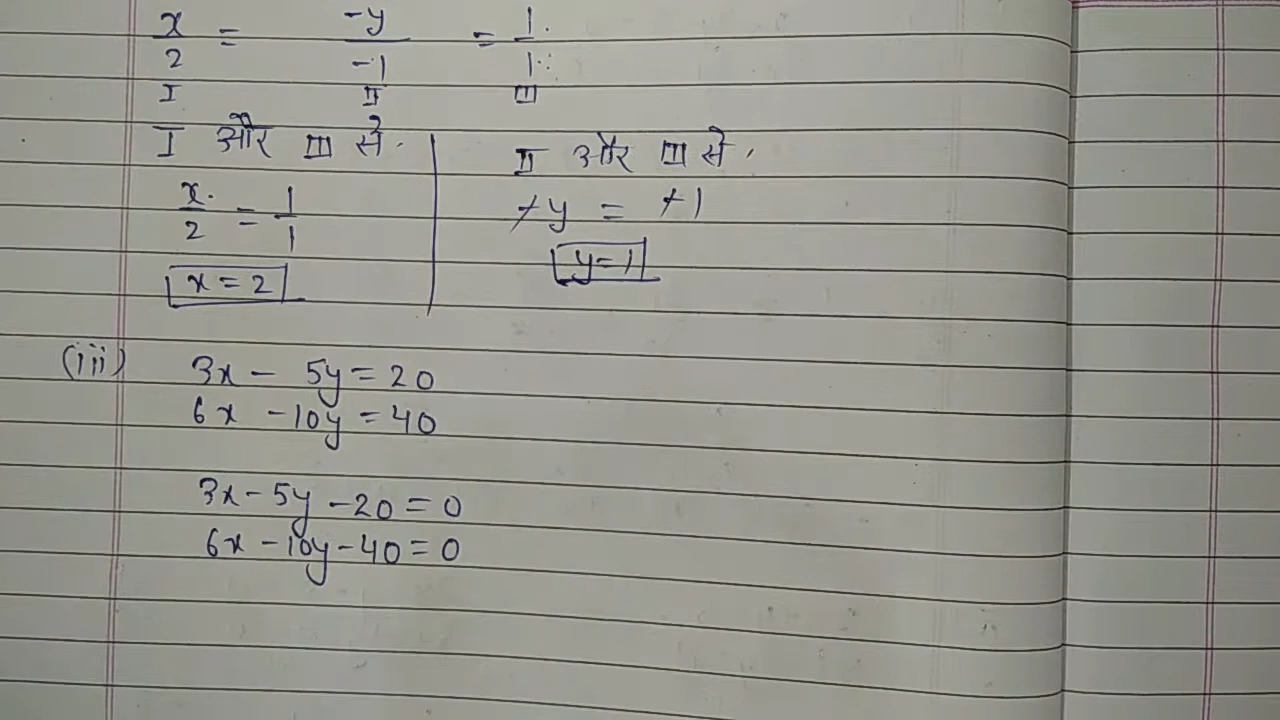 x/2 = -y/-1 = 1/1
I II III
I और III से.
x/2 = 1/1
x = 2
II और III से.
-y = -1
y=1
(iii) 3x - 5y = 20
6x - 10y = 40
3x - 5y - 20 = 0
6x - 10y - 40 = 0